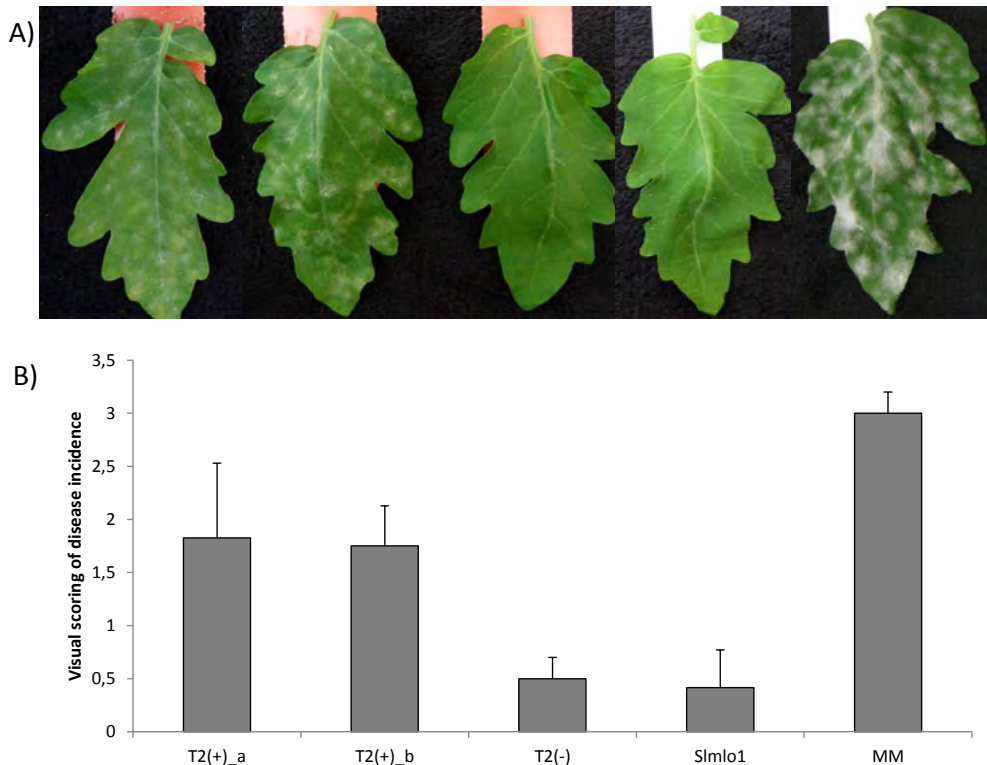 A)
B)
Visual scoring of disease incidence
3,5
3
2,5
2
1,5
1
0,5
0
T2(+)_a T2(+)_b T2(-) Slmlo1 MM